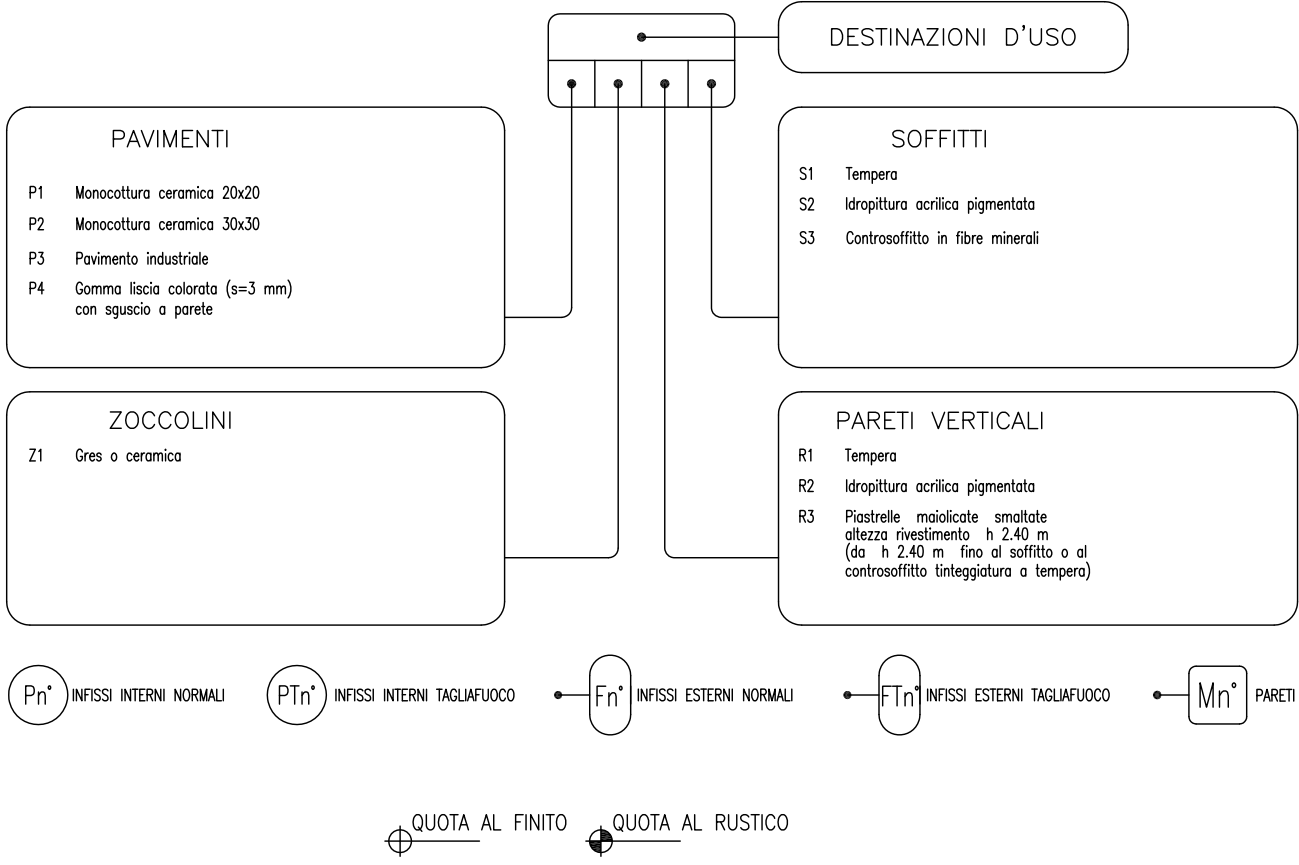 DESTINAZIONI D'USO
PAVIMENTI
P1 Monocottura ceramica 20x20
P2 Monocottura ceramica 30x30
P3 Pavimento industriale
P4 Gomma liscia colorata (s=3 mm)
con sguscio a parete
SOFFITTI
S1 Tempera
S2 Idropittura acrilica pigmentata
S3 Controsoffitto in fibre minerali
ZOCCOLINI
Z1 Gres o ceramica
PARETI VERTICALI
R1 Tempera
R2 Idropittura acrilica pigmentata
R3 Piastrelle maiolicate smaltate
altezza rivestimento h 2.40 m
(da h 2.40 m fino al soffitto o al
controsoffitto tinteggiatura a tempera)
Pn° INFISSI INTERNI NORMALI
PTn° INFISSI INTERNI TAGLIAFUOCO
Fn° INFISSI ESTERNI NORMALI
FTn° INFISSI ESTERNI TAGLIAFUOCO
Mn° PARETI
QUOTA AL FINITO
QUOTA AL RUSTICO